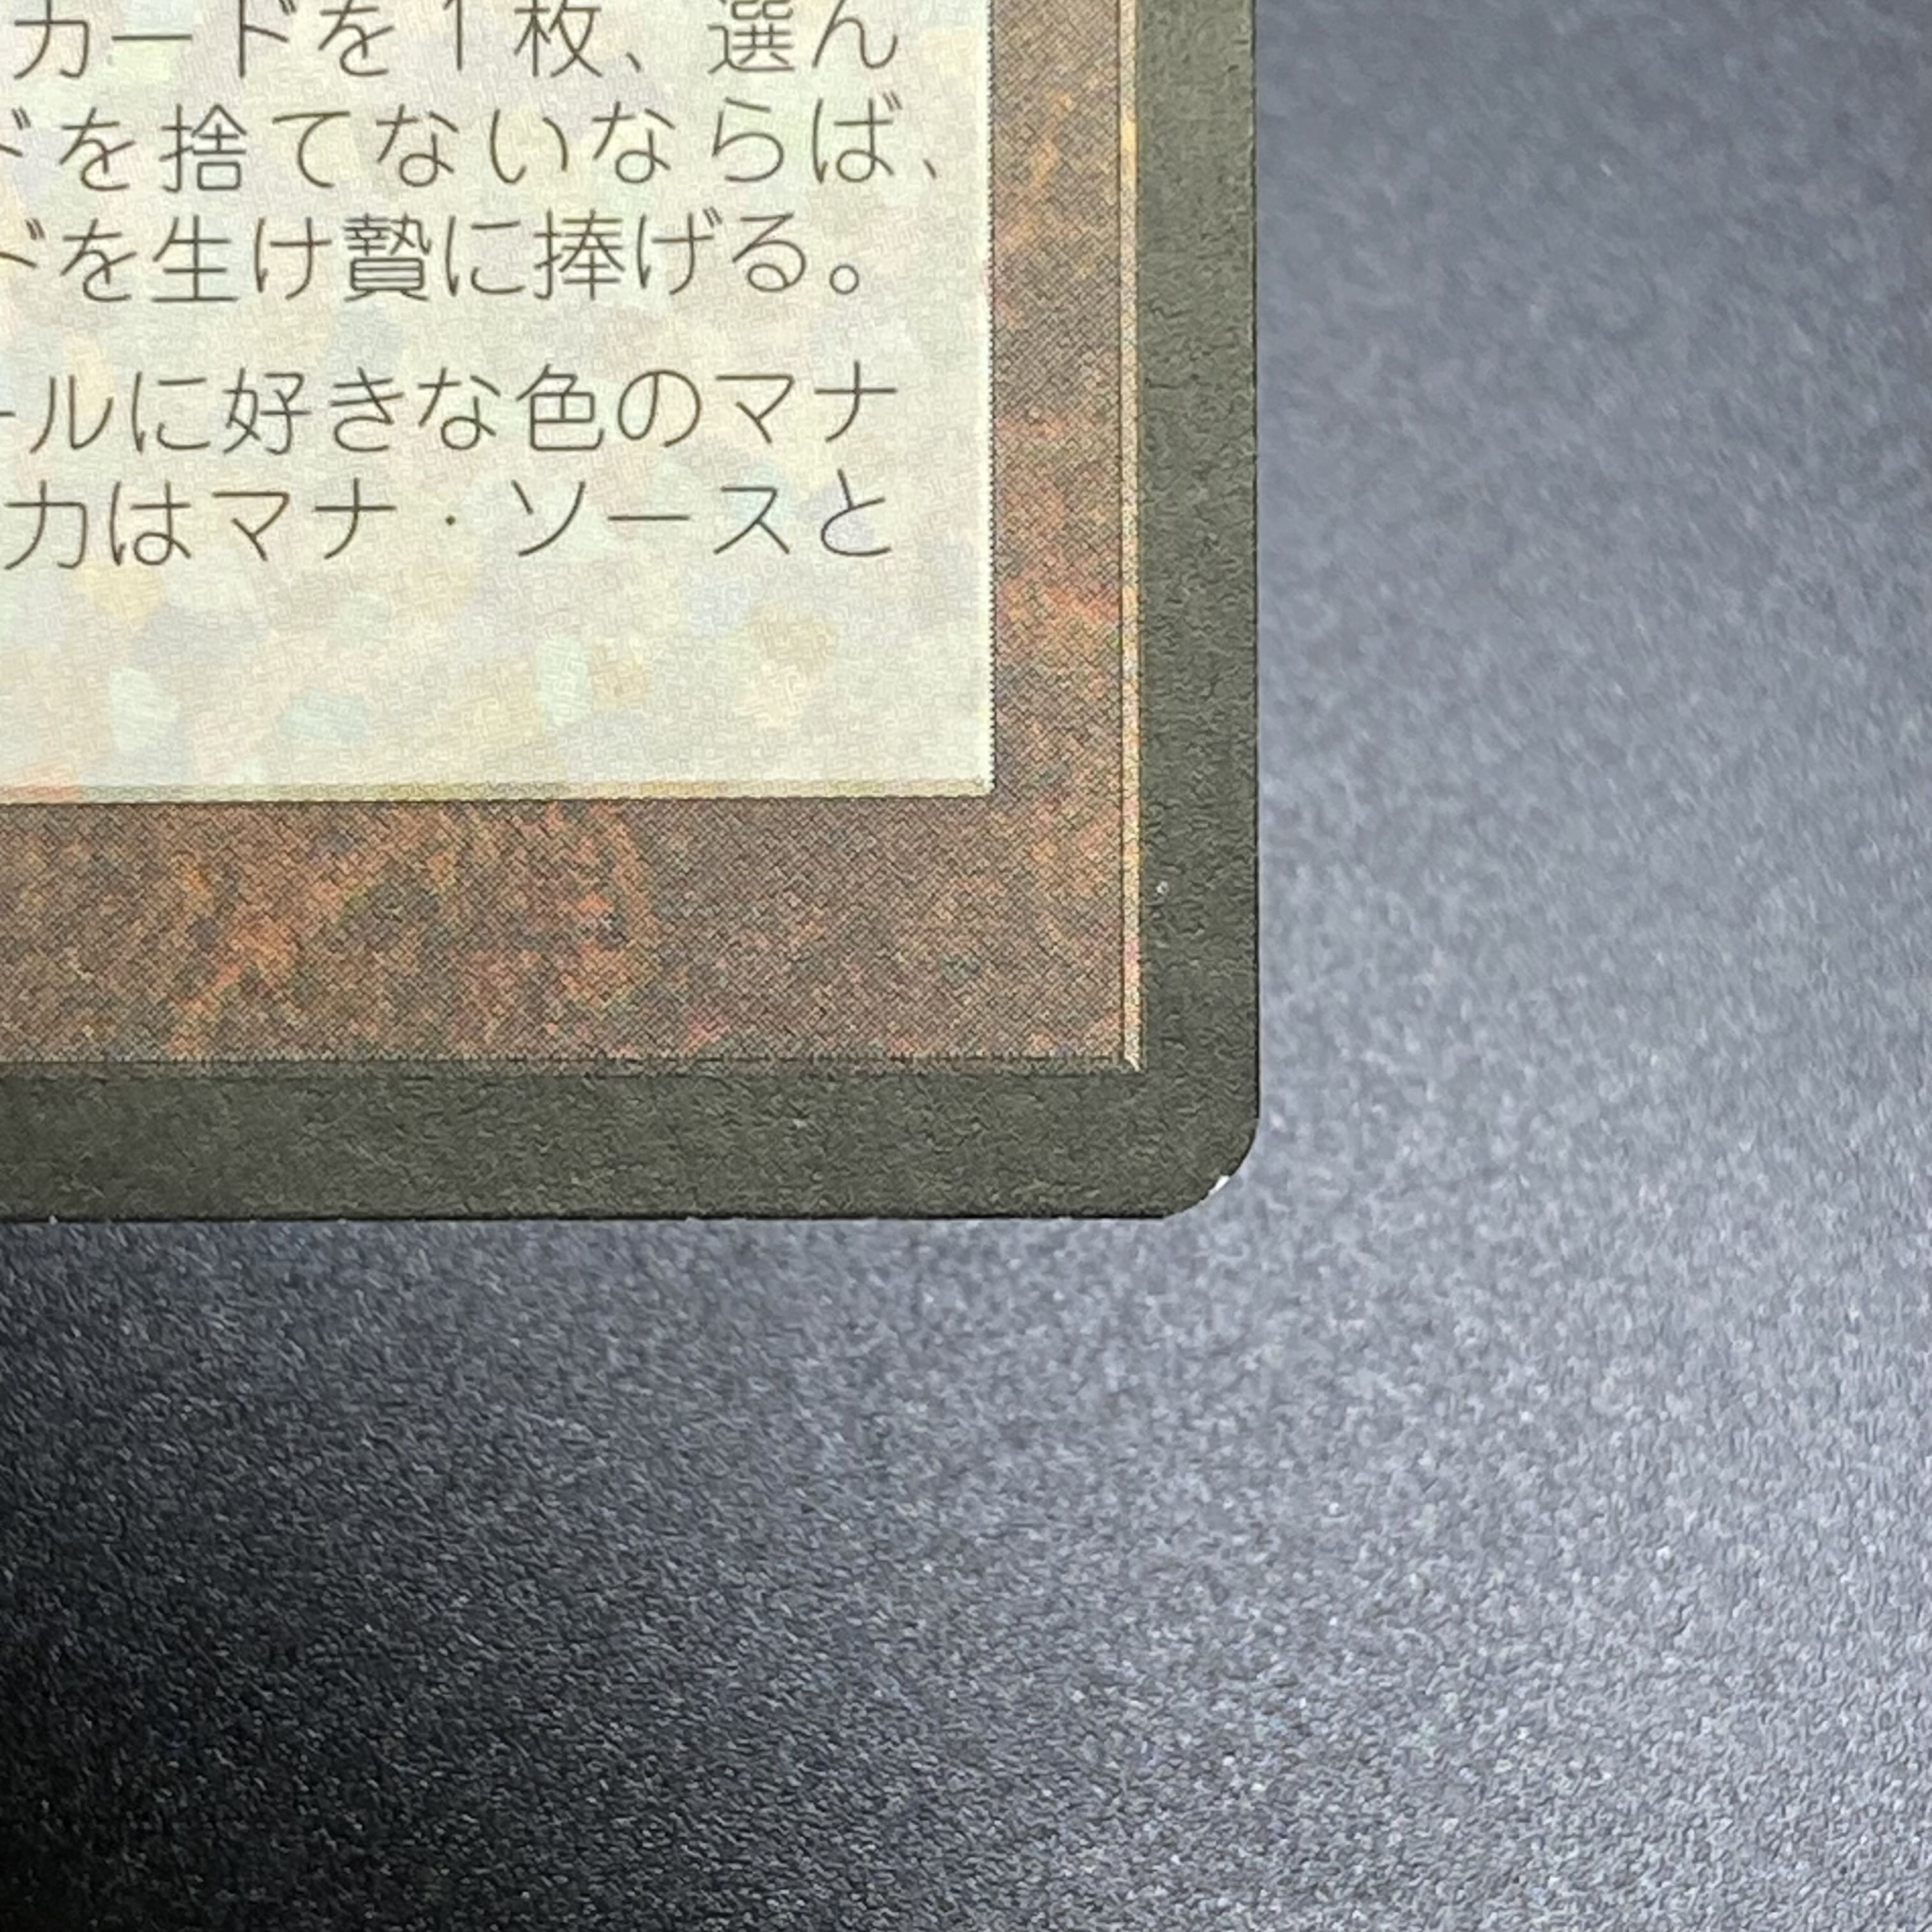 カードを1枚、選ん
ドを捨てないならば、
ドを生け贄に捧げる。
ールに好きな色のマナ
力はマナ・ソースと